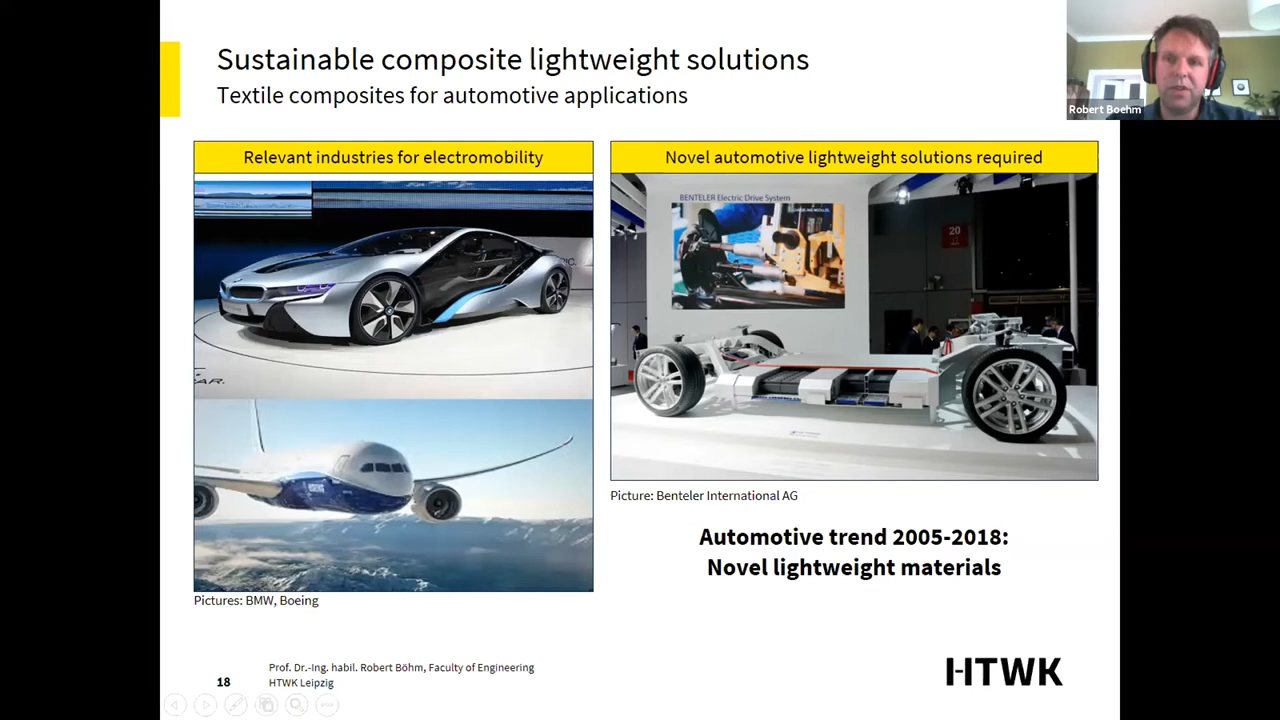 Sustainable composite lightweight solutions
Textile composites for automotive applications
Robert Boehm
Relevant industries for electromobility
Novel automotive lightweight solutions required
BENTELER Electric Drive System
20
Picture: Benteler International AG
Automotive trend 2005-2018:
Novel lightweight materials
Pictures: BMW, Boeing
Prof. Dr.-Ing. habil. Robert Böhm, Faculty of Engineering
18
HTWK Leipzig
HTWK